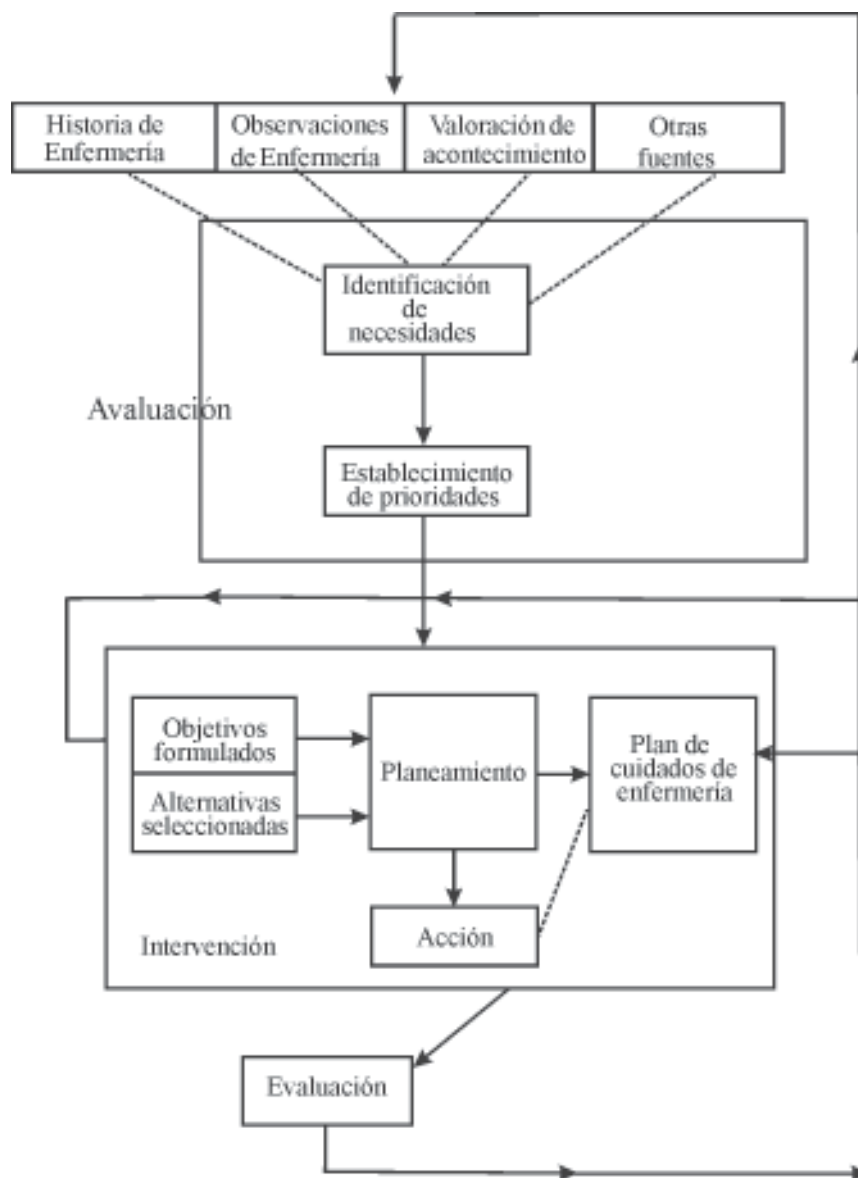 Historia de
Enfermería
Observaciones
de Enfermería
Valoración de
acontecimiento
Otras
fuentes
Identificación
de
necesidades
Avaluación
Establecimiento
de prioridades
Objetivos
formulados
Alternativas
seleccionadas
Planeamiento
Plan de
cuidados de
enfermería
Acción
Intervención
Evaluación